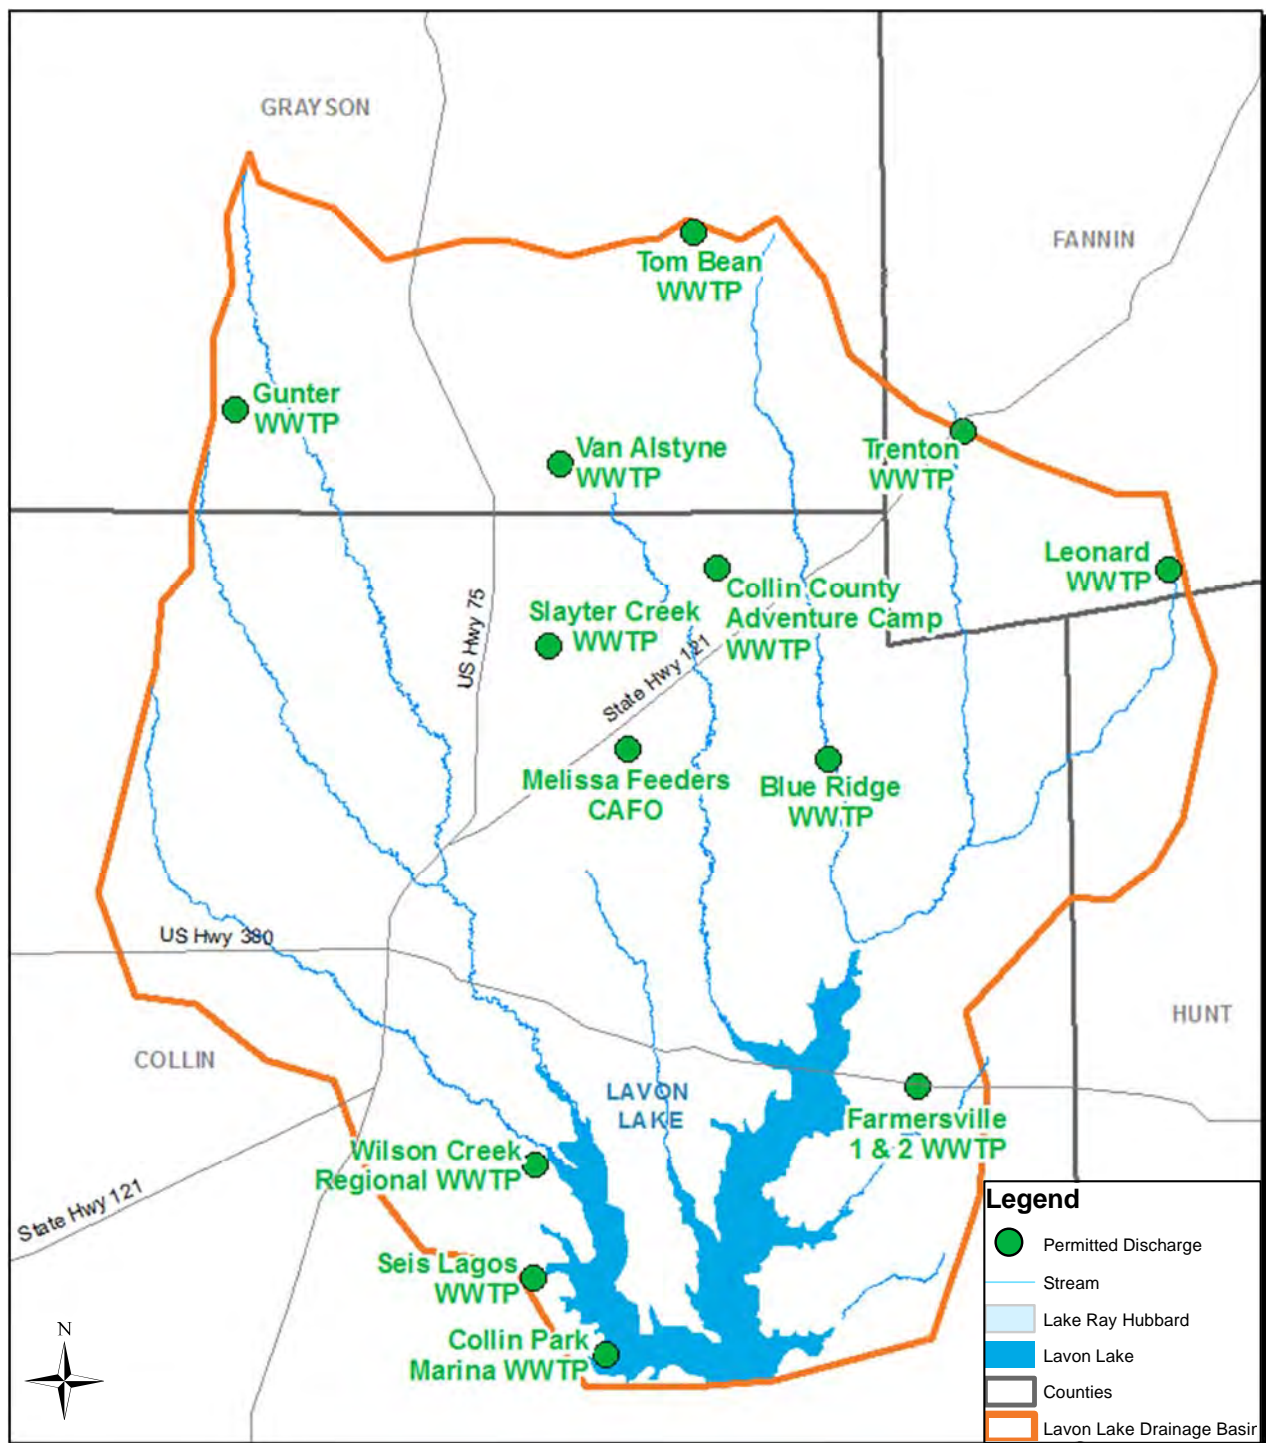 GRAYSON
FANNIN
Tom Bean
WWTP
Gunter
WWTP
Van Alstyne
WWTP
Trenton
WWTP
Leonard
WWTP
Collin County
Adventure Camp
WWTP
Slayter Creek
WWTP
US Hwy 75
State Hwy 121
Melissa Feeders
CAFO
Blue Ridge
WWTP
US Hwy 380
HUNT
COLLIN
LAVON
LAKE
Farmersville
1 & 2 WWTP
Wilson Creek
Regional WWTP
State Hwy 121
Seis Lagos
WWTP
Collin Park
Marina WWTP
N
Legend
Permitted Discharge
Stream
Lake Ray Hubbard
Lavon Lake
Counties
Lavon Lake Drainage Basin